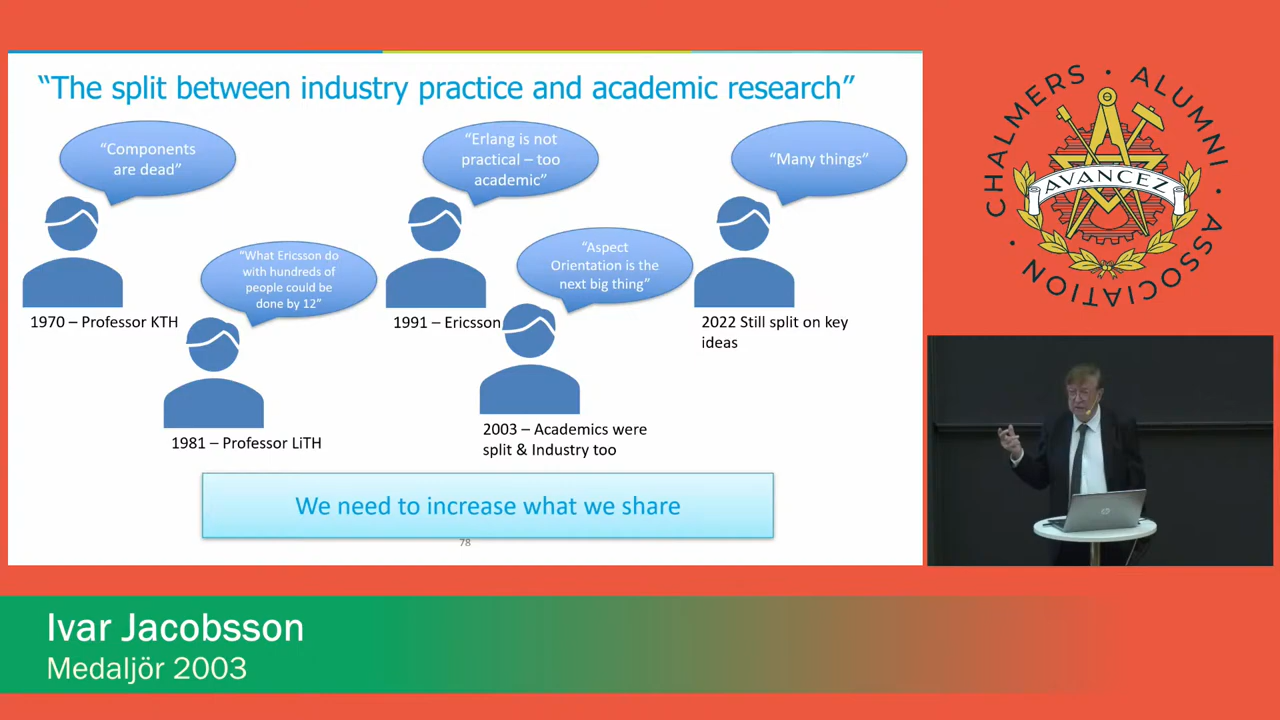 “The split between industry practice and academic research”
“Components
are dead”
“Erlang is not
practical – too
academic”
“Many things”
“What Ericsson do
with hundreds of
people could be
done by 12”
“Aspect
Orientation is the
next big thing”
1970 – Professor KTH
1991 – Ericsson
2022 Still split on key
ideas
1981 – Professor LiTH
2003 – Academics were
split & Industry too
We need to increase what we share
78
CHALMERS • ALUMNI • ASSOCIATION •
AVANCEZ
hp
Ivar Jacobsson
Medaljör 2003